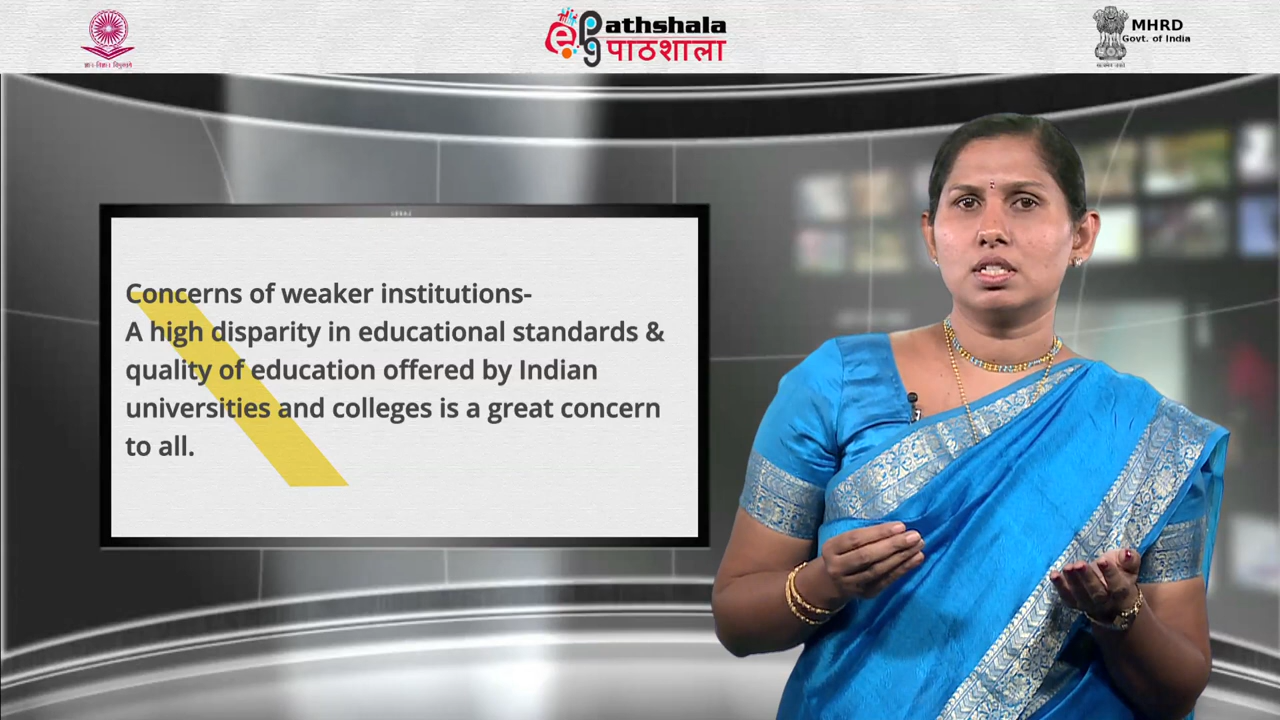 ePgathshala
पाठशाला
MHRD
Govt. of India
Concerns of weaker institutions-
A high disparity in educational standards &
quality of education offered by Indian
universities and colleges is a great concern
to all.